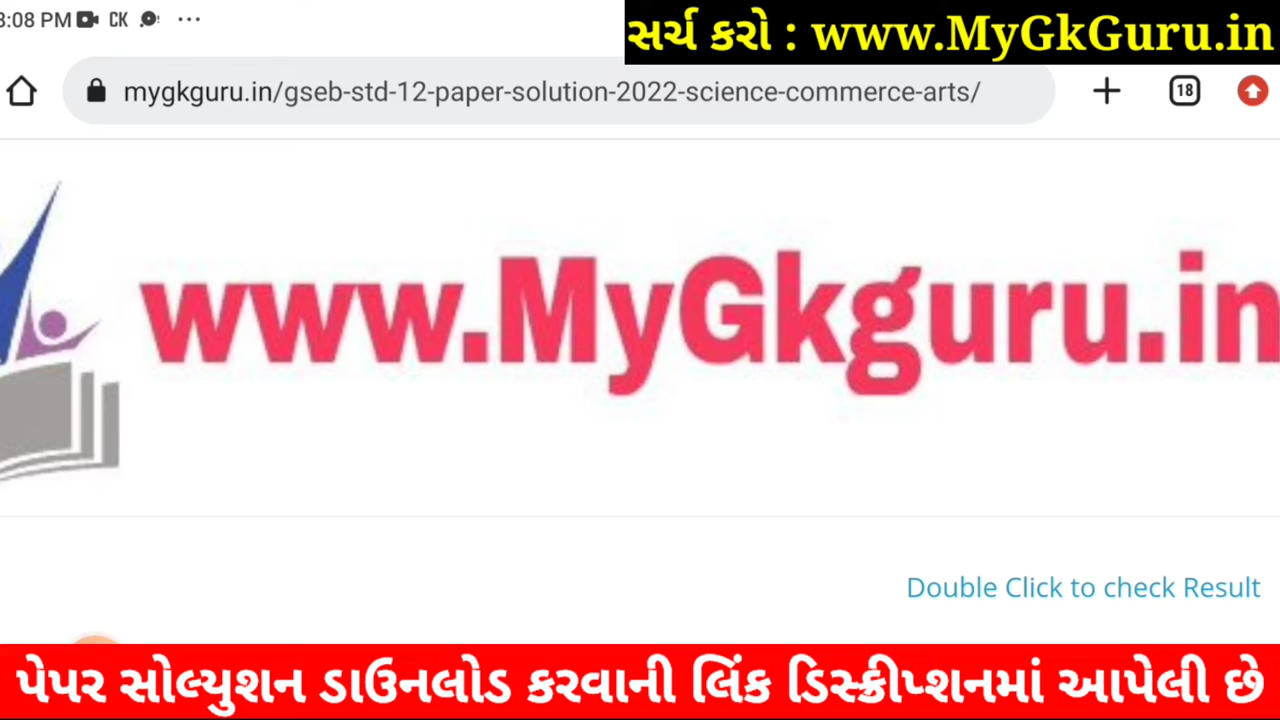 3:08 PM CK
સર્ચ કરો : www.MyGkGuru.in
mygkguru.in/gseb-std-12-paper-solution-2022-science-commerce-arts/
18
www.MyGkguru.in
Double Click to check Result
પેપર સોલ્યુશન ડાઉનલોડ કરવાની લિંક ડિસ્ક્રીપ્શનમાં આપેલી છે